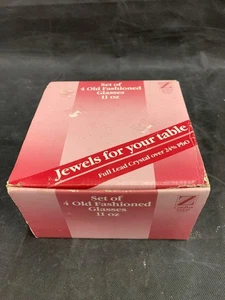 Set of
4 Old Fashioned
Glasses
11 oz
Jewels for your table
Full Lead Crystal over 24% PbO
Set of
4 Old Fashioned
Glasses
11 oz